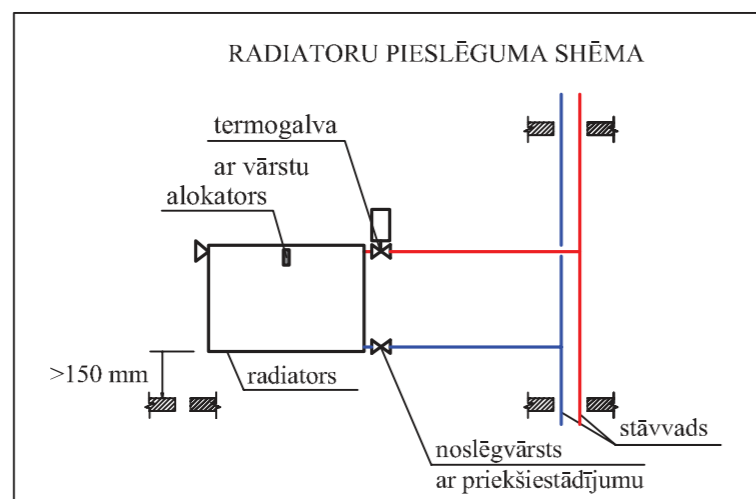 RADIATORU PIESLĒGUMA SHĒMA
termogalva
ar vārstu
alokators
>150 mm
radiators
stāvvads
noslēgvārsts
ar priekšiestādījumu